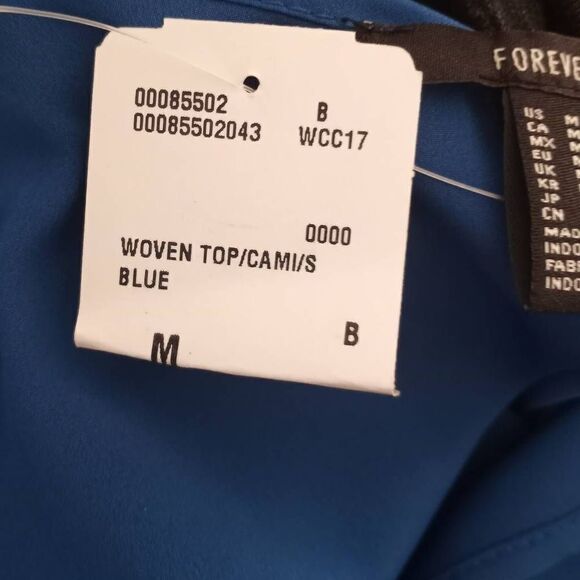 00085502 B
00085502043 WCC17
0000
WOVEN TOP/CAMI/S
BLUE
M B
FOREVE
US M
CA M
MX M
EU
UK
KR
JP
CN
MAD
INDO
FAB
INDO